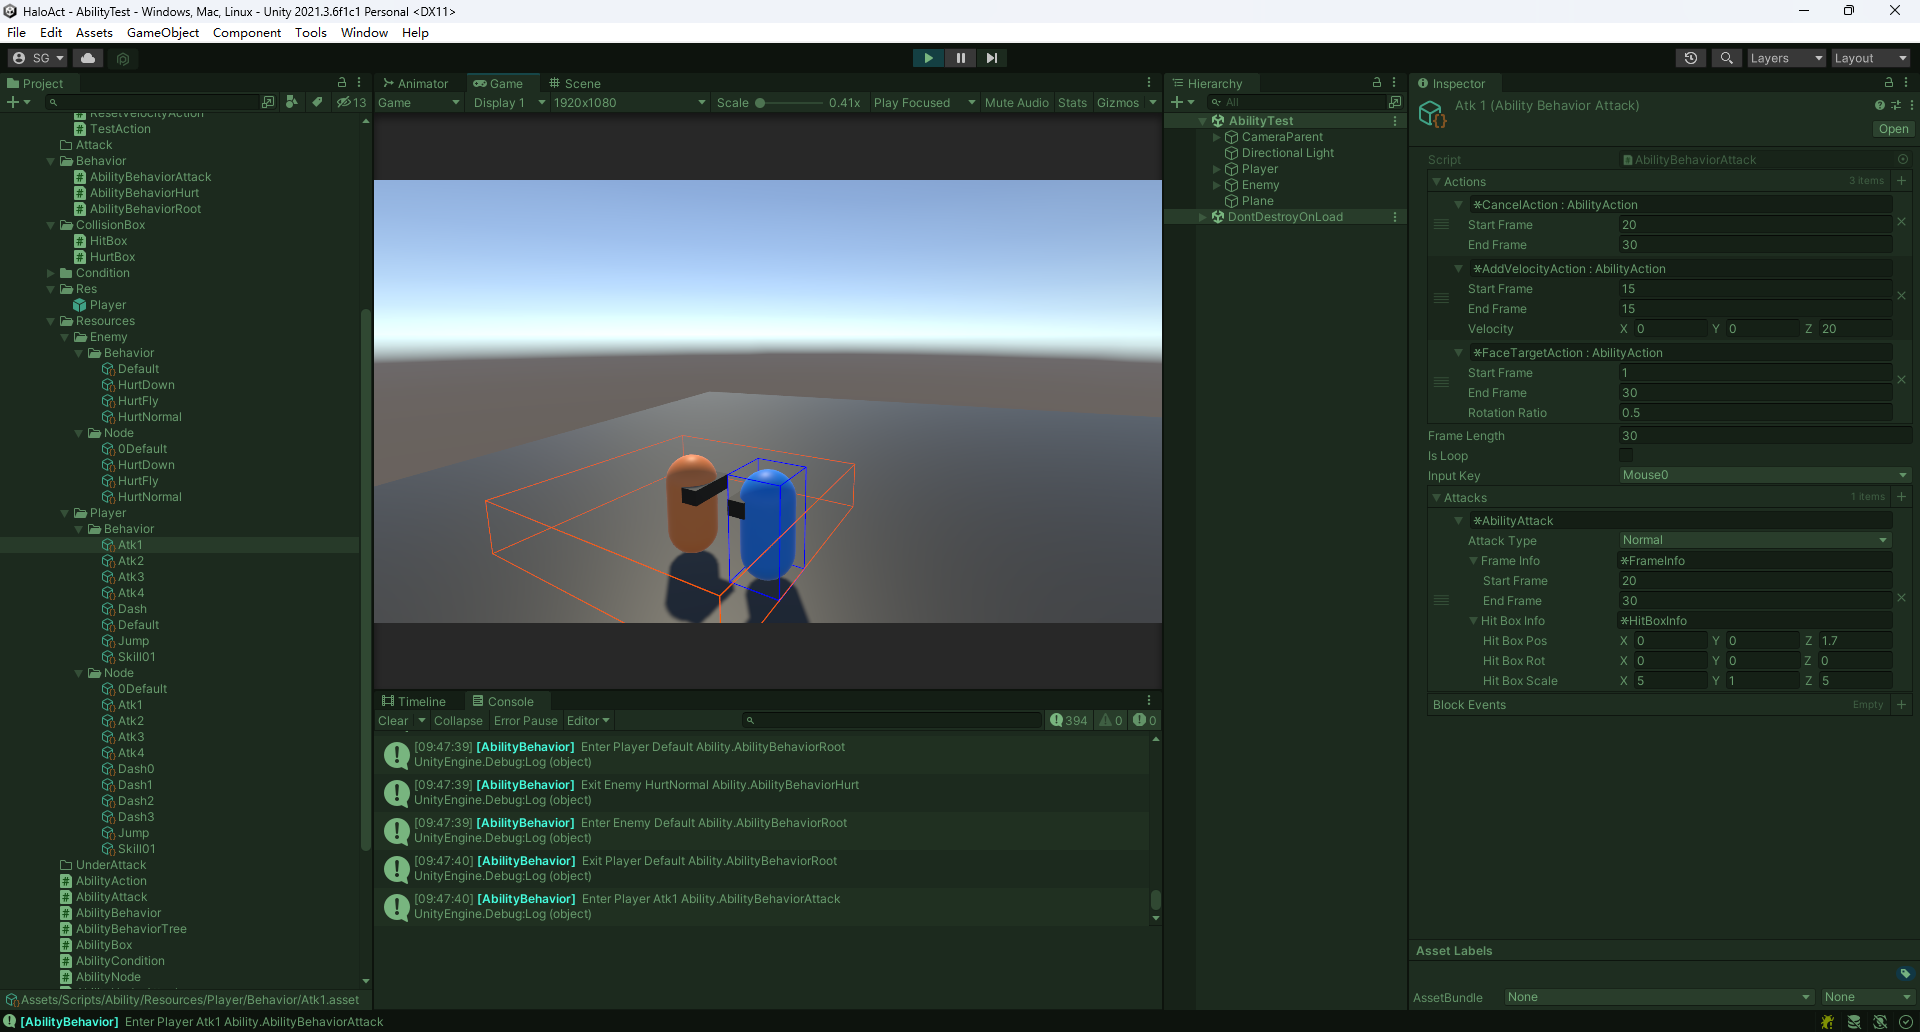 HaloAct - AbilityTest - Windows, Mac, Linux - Unity 2021.3.6f1c1 Personal <DX11>
File Edit Assets GameObject Component Tools Window Help
SG
Layers Layout
Project
13
ResetVelocityAction
TestAction
Attack
Behavior
AbilityBehaviorAttack
AbilityBehaviorHurt
AbilityBehaviorRoot
CollisionBox
HitBox
HurtBox
Condition
Res
Player
Resources
Enemy
Behavior
Default
HurtDown
HurtFly
HurtNormal
Node
0Default
HurtDown
HurtFly
HurtNormal
Player
Behavior
Atk1
Atk2
Atk3
Atk4
Dash
Default
Jump
Skill01
Node
0Default
Atk1
Atk2
Atk3
Atk4
Dash0
Dash1
Dash2
Dash3
Jump
Skill01
UnderAttack
AbilityAction
AbilityAttack
AbilityBehavior
AbilityBehaviorTree
AbilityBox
AbilityCondition
AbilityNode
Assets/Scripts/Ability/Resources/Player/Behavior/Atk1.asset
Animator Game Scene
Game Display 1 1920x1080 Scale 0.41x Play Focused Mute Audio Stats Gizmos
Timeline Console
Clear Collapse Error Pause Editor 394 0 0
[09:47:39] [AbilityBehavior] Enter Player Default Ability.AbilityBehaviorRoot
UnityEngine.Debug:Log (object)
[09:47:39] [AbilityBehavior] Exit Enemy HurtNormal Ability.AbilityBehaviorHurt
UnityEngine.Debug:Log (object)
[09:47:39] [AbilityBehavior] Enter Enemy Default Ability.AbilityBehaviorRoot
UnityEngine.Debug:Log (object)
[09:47:40] [AbilityBehavior] Exit Player Default Ability.AbilityBehaviorRoot
UnityEngine.Debug:Log (object)
[09:47:40] [AbilityBehavior] Enter Player Atk1 Ability.AbilityBehaviorAttack
UnityEngine.Debug:Log (object)
Hierarchy
All
AbilityTest
CameraParent
Directional Light
Player
Enemy
Plane
DontDestroyOnLoad
Inspector
Atk 1 (Ability Behavior Attack)
Open
Script AbilityBehaviorAttack
Actions 3 items
*CancelAction : AbilityAction
Start Frame 20
End Frame 30
*AddVelocityAction : AbilityAction
Start Frame 15
End Frame 15
Velocity X 0 Y 0 Z 20
*FaceTargetAction : AbilityAction
Start Frame 1
End Frame 30
Rotation Ratio 0.5
Frame Length 30
Is Loop
Input Key Mouse0
Attacks 1 items
*AbilityAttack
Attack Type Normal
Frame Info *FrameInfo
Start Frame 20
End Frame 30
Hit Box Info *HitBoxInfo
Hit Box Pos X 0 Y 0 Z 1.7
Hit Box Rot X 0 Y 0 Z 0
Hit Box Scale X 5 Y 1 Z 5
Block Events Empty
Asset Labels
AssetBundle None None
[AbilityBehavior] Enter Player Atk1 Ability.AbilityBehaviorAttack